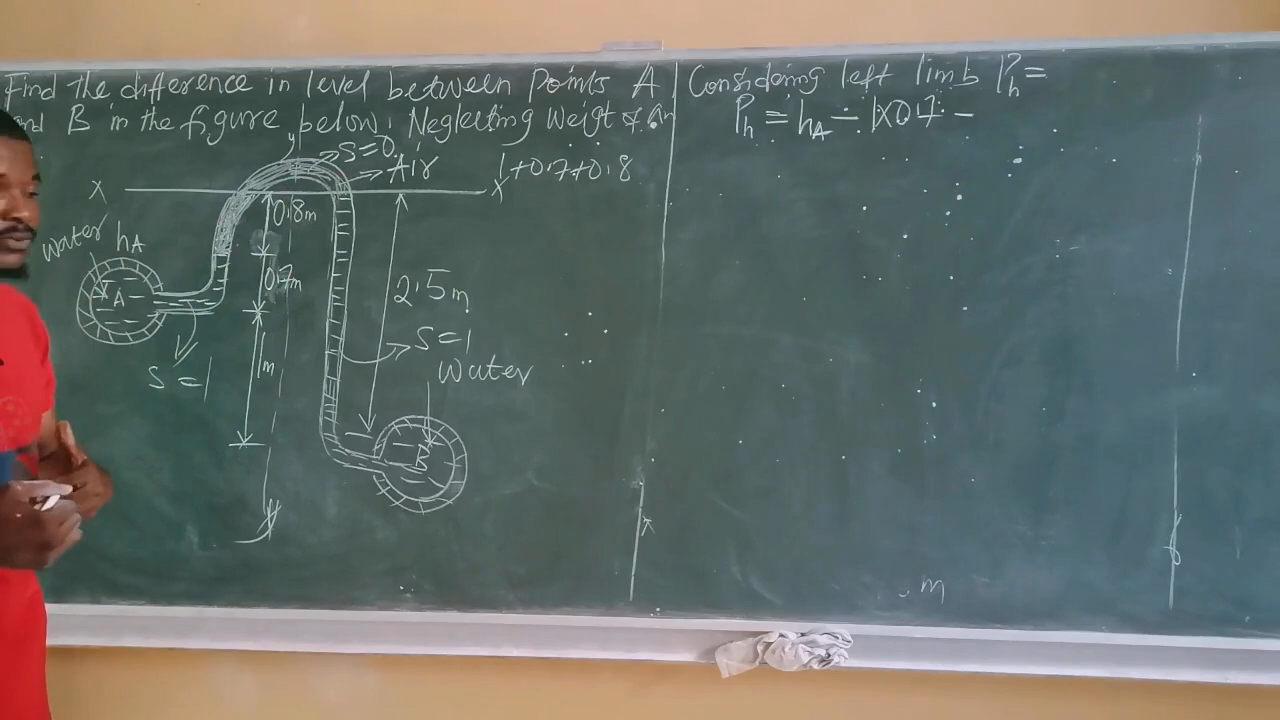 Find the difference in level between Points A
and B in the figure below. Neglecting Weigt of
y
S=0
Air
1+0.7+0.8
X
X
0.8m
water
hA
0.7m
A
2.5m
S=1
Water
1m
S=1
B
y
Considering left limb Ph=
Ph = hA - 1x0.7 -
m